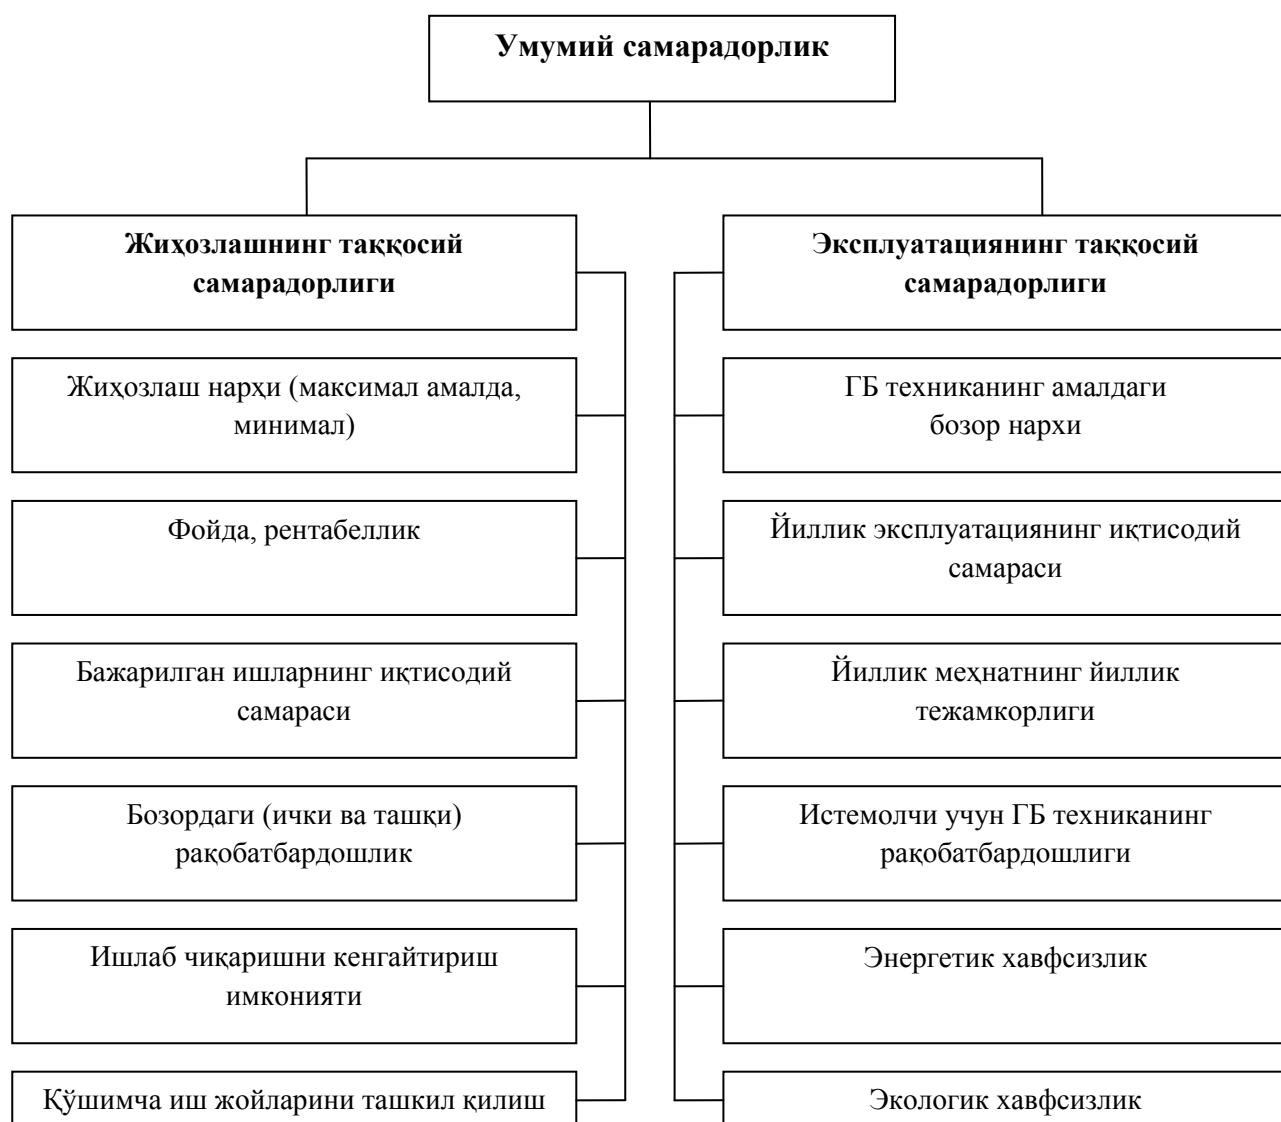 Умумий самарадорлик
Жиҳозлашнинг таққосий
самарадорлиги
Эксплуатациянинг таққосий
самарадорлиги
Жиҳозлаш нарҳи (максимал амалда,
минимал)
ГБ техниканинг амалдаги
бозор нархи
Фойда, рентабеллик
Йиллик эксплуатациянинг иқтисодий
самараси
Бажарилган ишларнинг иқтисодий
самараси
Йиллик меҳнатнинг йиллик
тежамкорлиги
Бозордаги (ички ва ташқи)
рақобатбардошлик
Истемолчи учун ГБ техниканинг
рақобатбардошлиги
Ишлаб чиқаришни кенгайтириш
имконияти
Энергетик хавфсизлик
Қўшимча иш жойларини ташкил қилиш
Экологик хавфсизлик